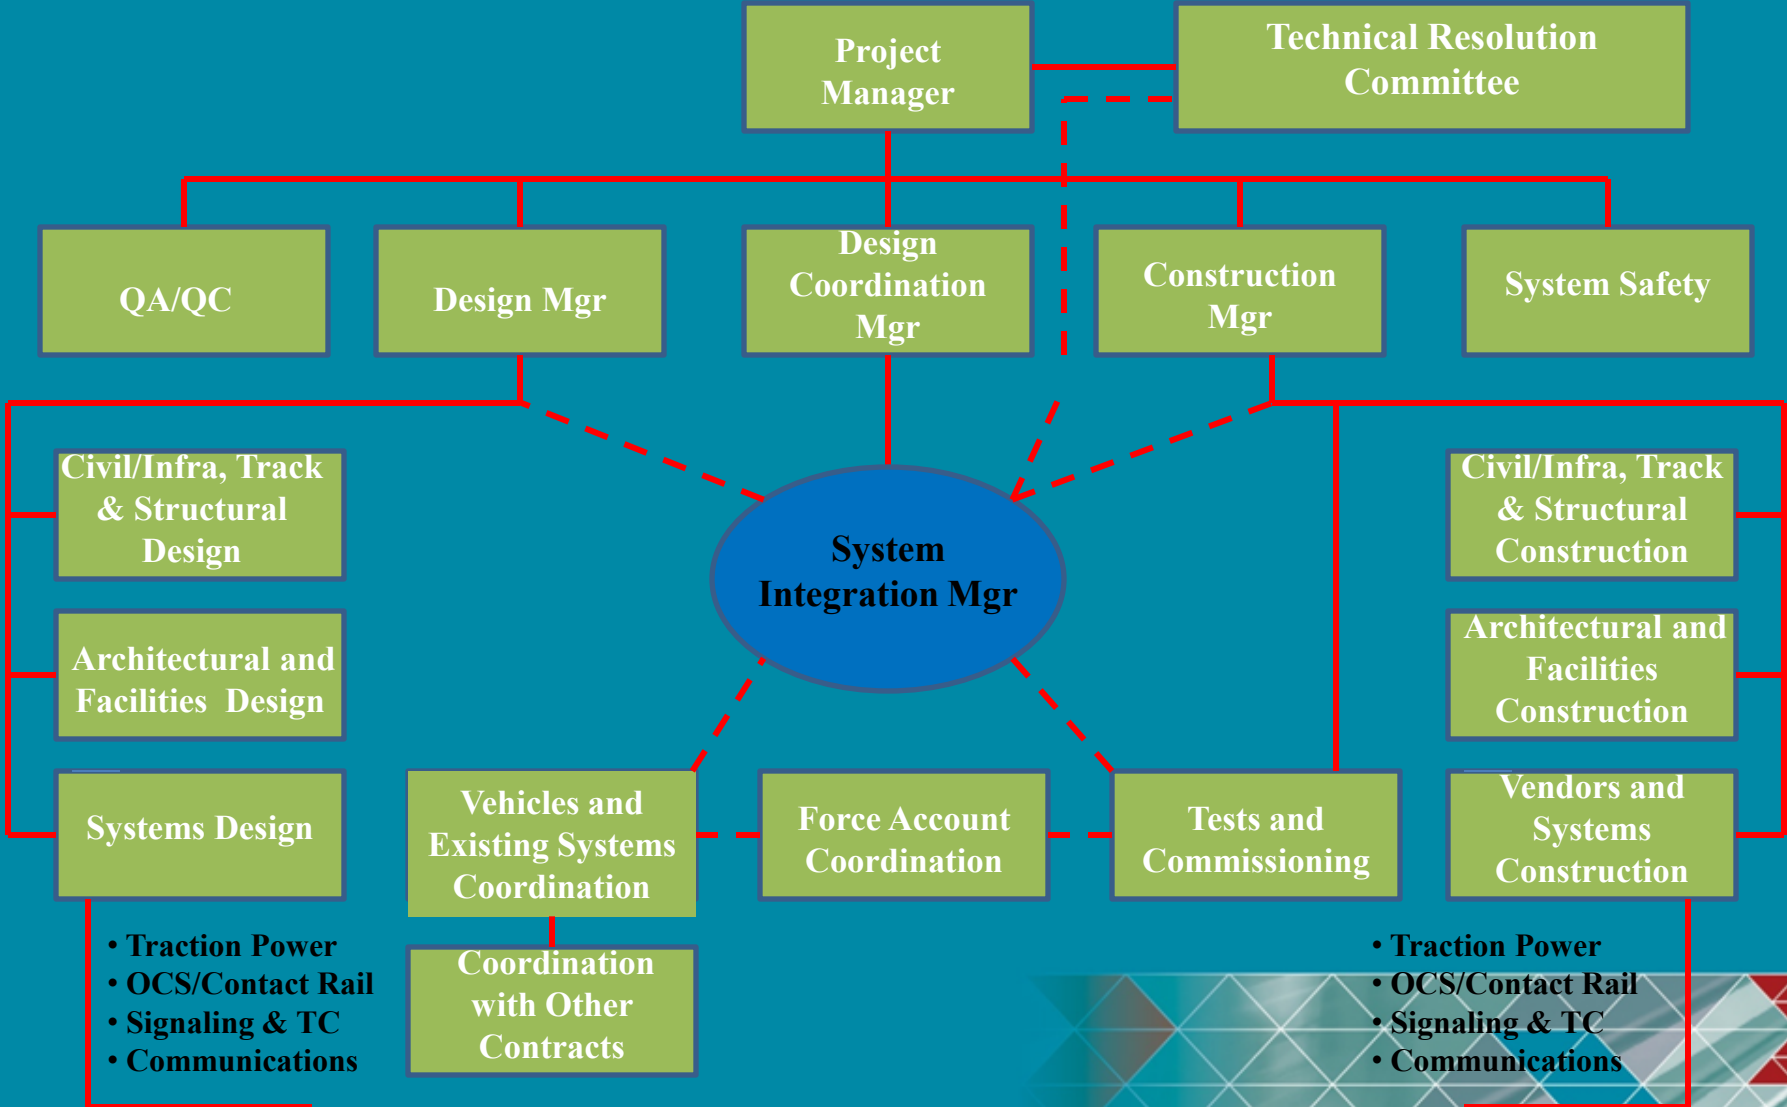 Project
Manager
Technical Resolution
Committee
QA/QC
Design Mgr
Design
Coordination
Mgr
Construction
Mgr
System Safety
Civil/Infra, Track
& Structural
Design
Architectural and
Facilities Design
Systems Design
• Traction Power
• OCS/Contact Rail
• Signaling & TC
• Communications
System
Integration Mgr
Vehicles and
Existing Systems
Coordination
Coordination
with Other
Contracts
Force Account
Coordination
Tests and
Commissioning
Civil/Infra, Track
& Structural
Construction
Architectural and
Facilities
Construction
Vendors and
Systems
Construction
• Traction Power
• OCS/Contact Rail
• Signaling & TC
• Communications